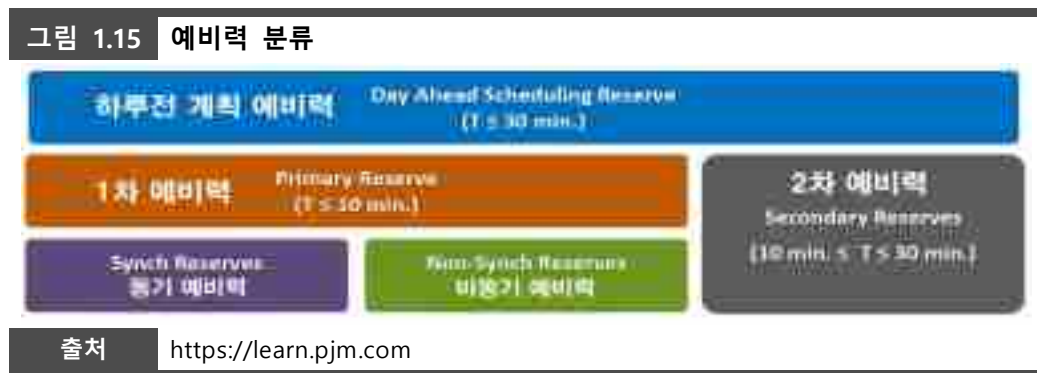 그림 1.15 예비력 분류
하루전 계획 예비력 Day Ahead Scheduling Reserve
(T ≤ 30 min.)
1차 예비력 Primary Reserve
(T ≤ 10 min.)
2차 예비력
Secondary Reserves
(10 min. ≤ T ≤ 30 min.)
Synch Reserves
동기 예비력
Non-Synch Reserves
비동기 예비력
출처 https://learn.pjm.com